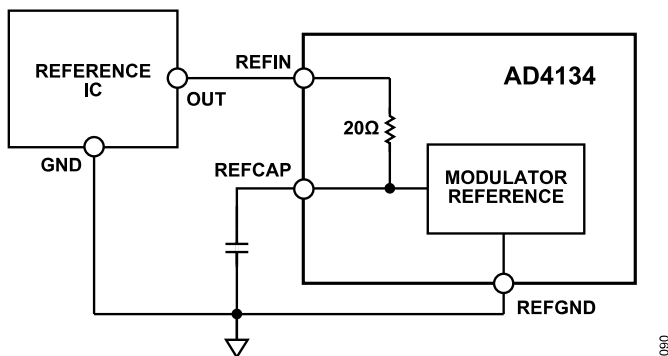 REFERENCE
IC
OUT
GND
REFIN
REFCAP
AD4134
20Ω
MODULATOR
REFERENCE
REFGND
060